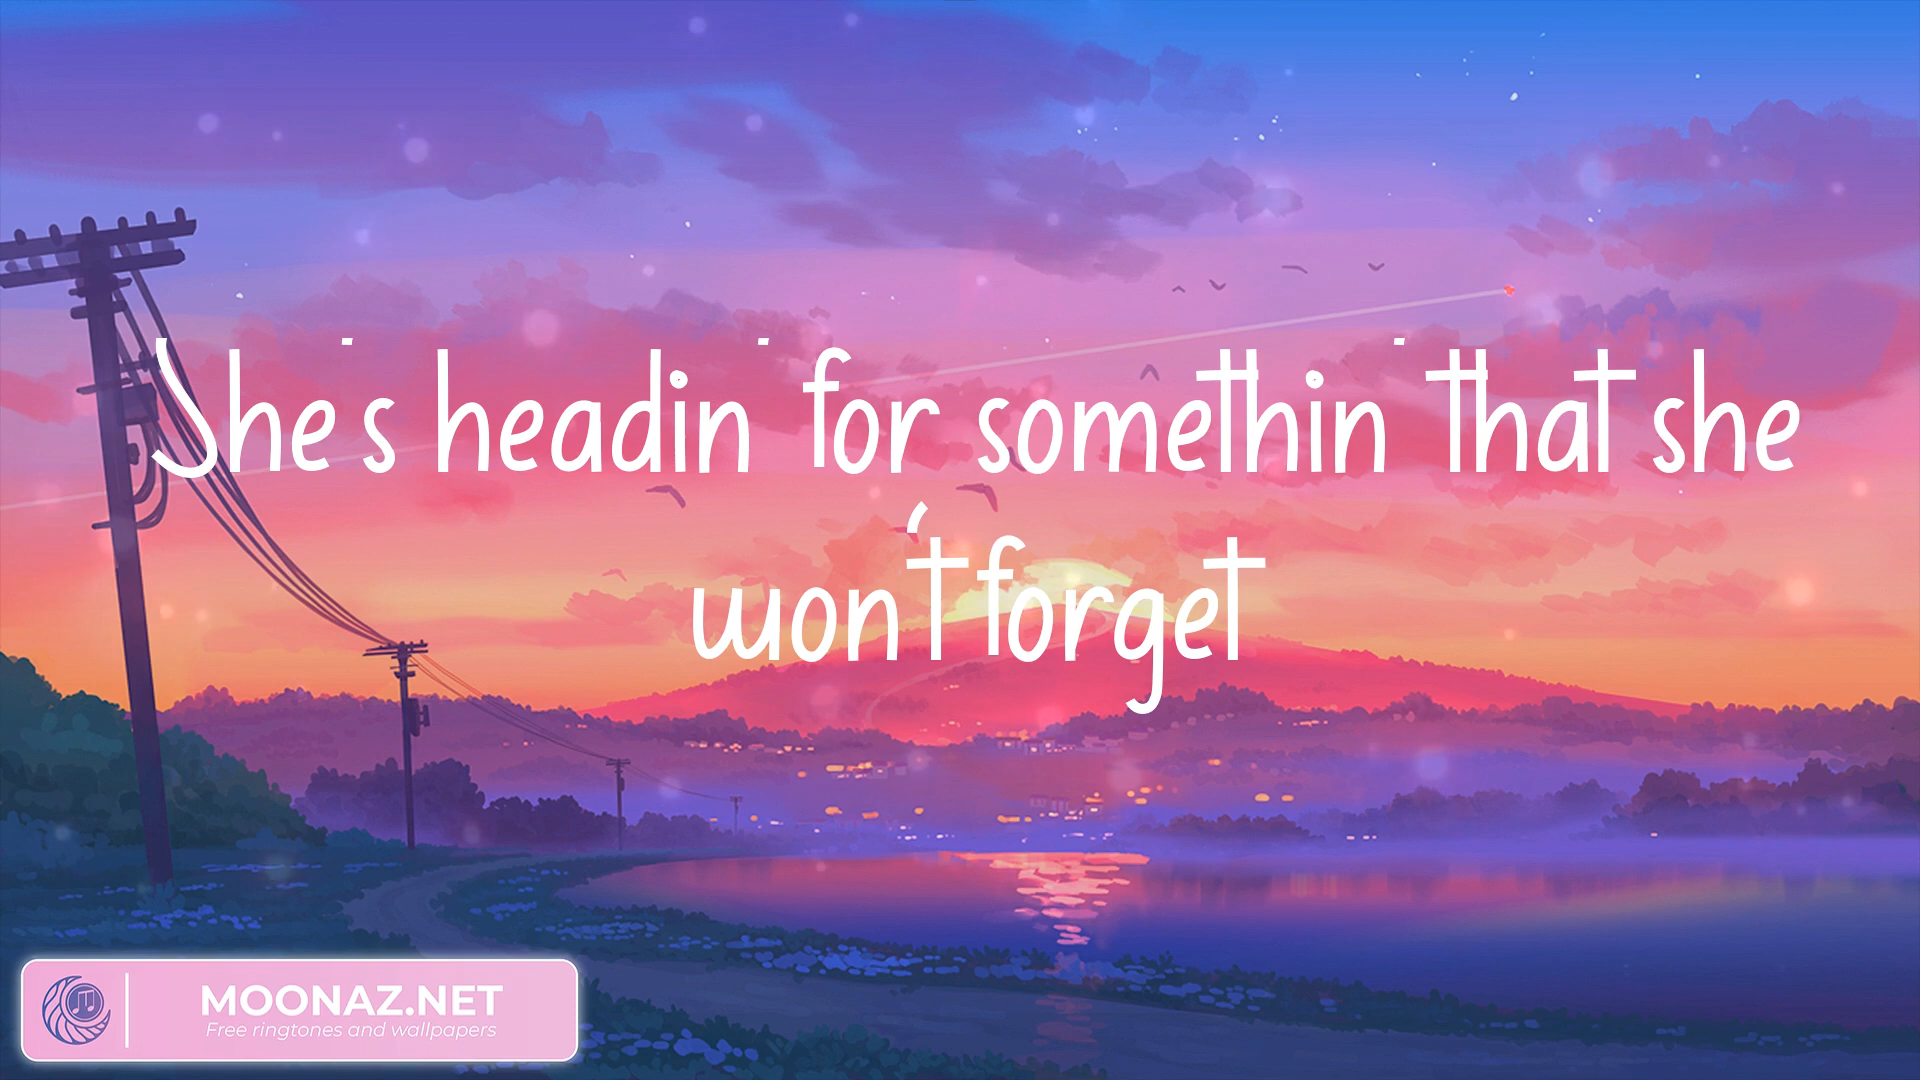 She's headin' for somethin' that she
won't forget
MOONAZ.NET
Free ringtones and wallpapers